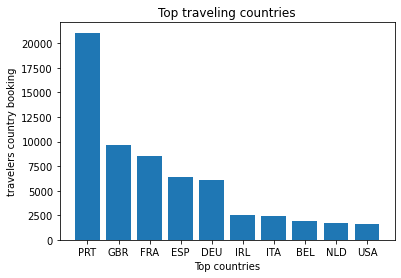 Top traveling countries
travelers country booking
20000
17500
15000
12500
10000
7500
5000
2500
0
PRT GBR FRA ESP DEU IRL ITA BEL NLD USA
Top countries